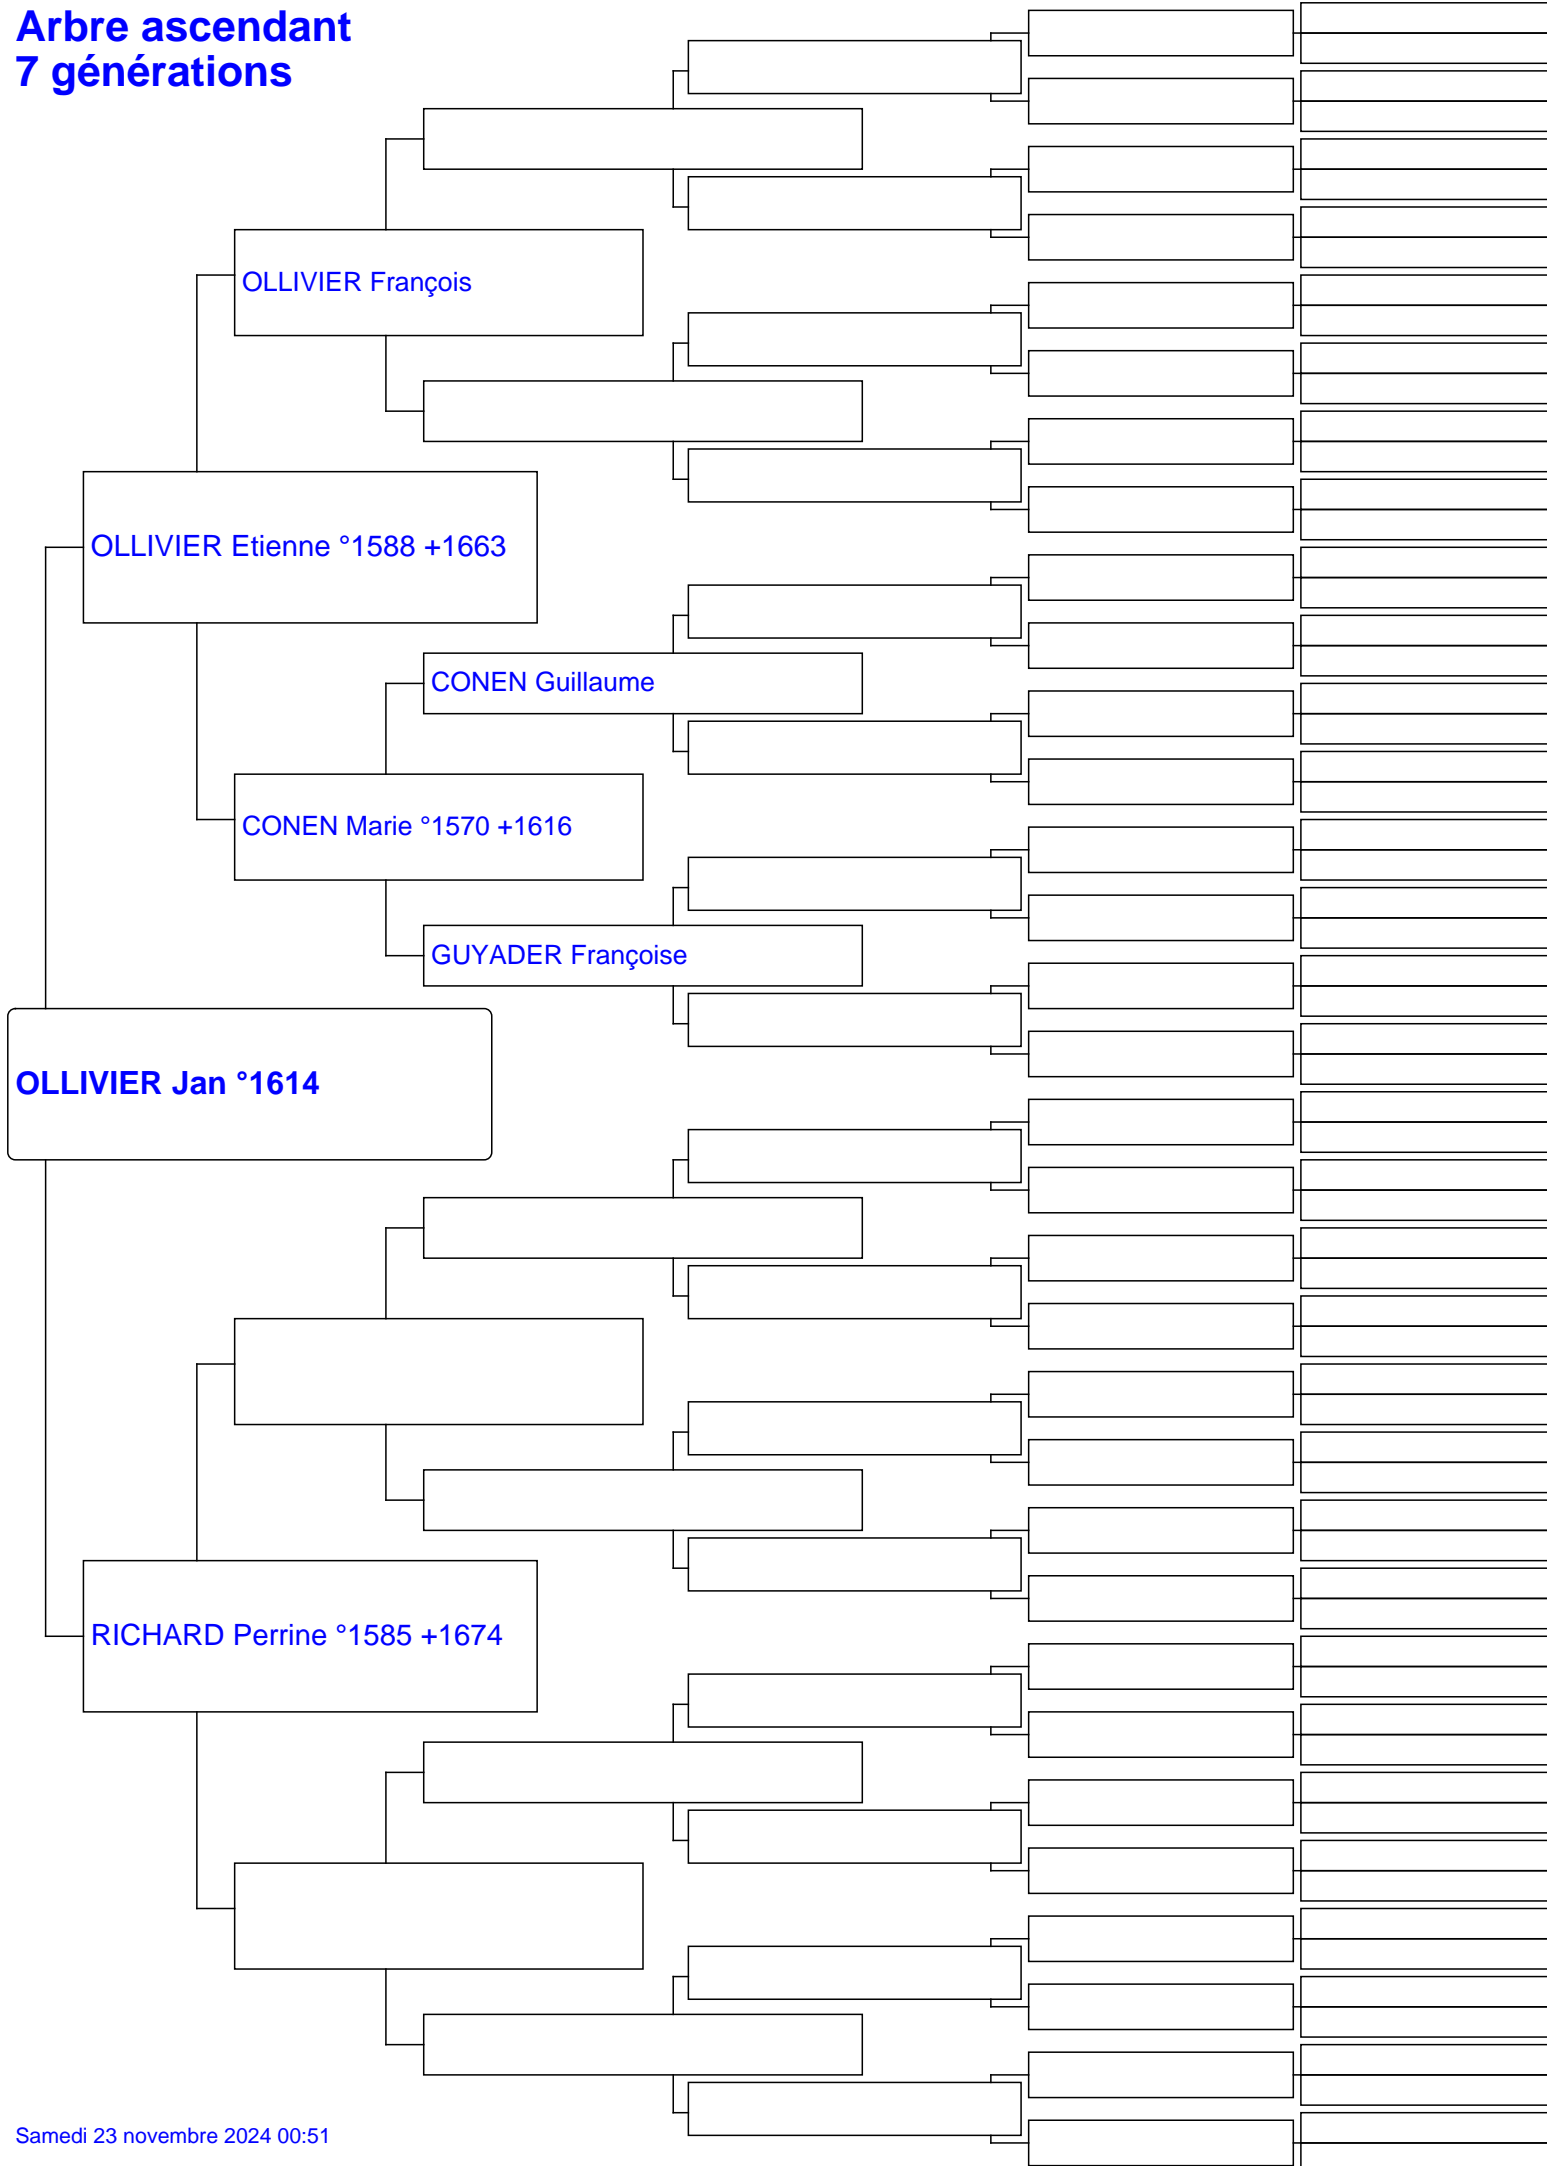 Arbre ascendant
7 générations
OLLIVIER François
OLLIVIER Etienne °1588 +1663
CONEN Guillaume
CONEN Marie °1570 +1616
GUYADER Françoise
OLLIVIER Jan °1614
RICHARD Perrine °1585 +1674
Samedi 23 novembre 2024 00:51